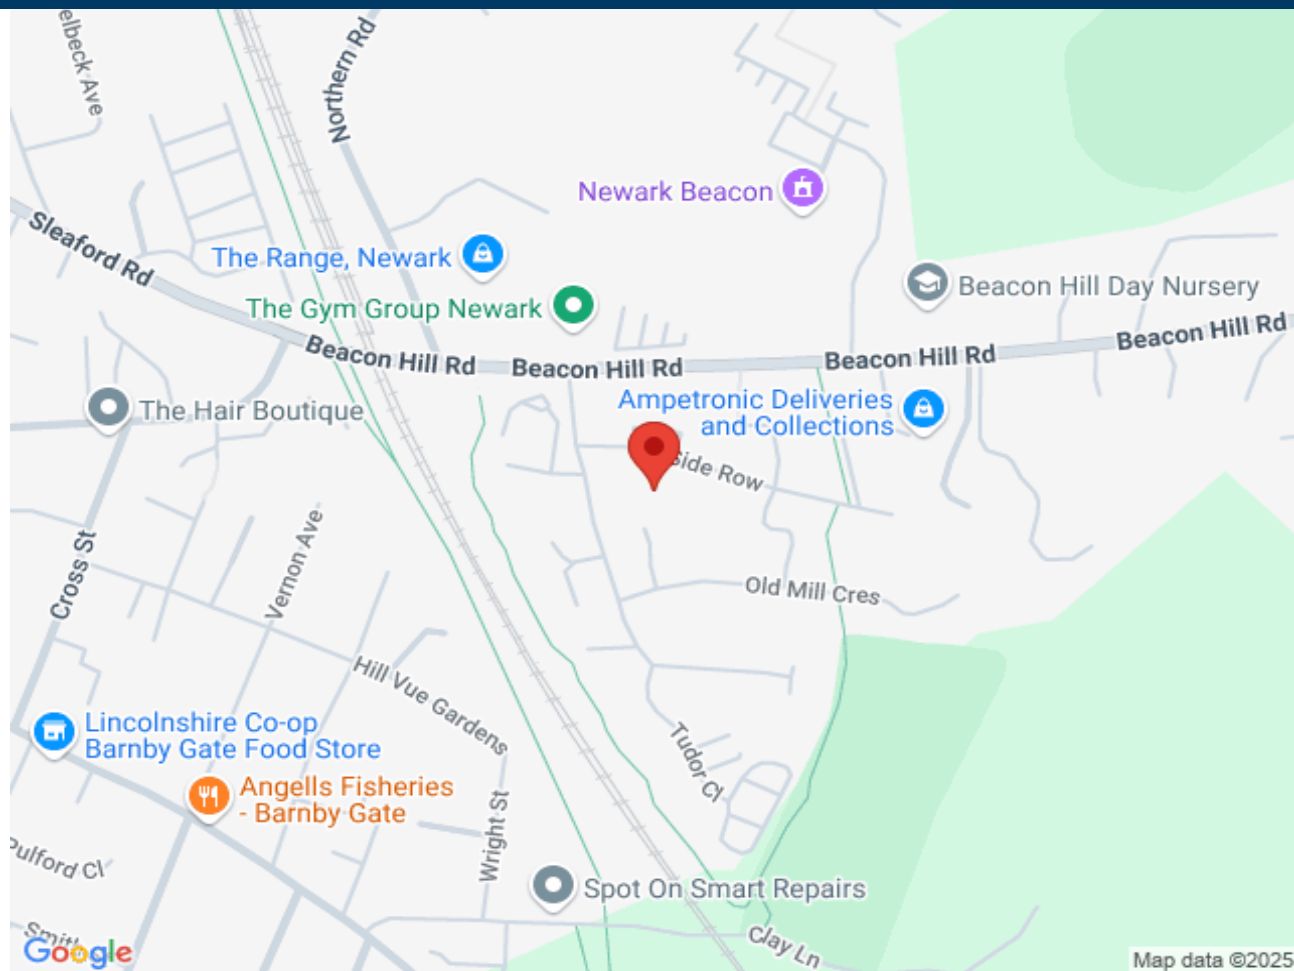 elbeck Ave
Northern Rd
Newark Beacon
Sleaford Rd
The Range, Newark
Beacon Hill Day Nursery
The Gym Group Newark
Beacon Hill Rd
Beacon Hill Rd
Beacon Hill Rd
Beacon Hill Rd
The Hair Boutique
Ampetronic Deliveries
and Collections
Side Row
Cross St
Vernon Ave
Old Mill Cres
Hill Vue Gardens
Lincolnshire Co-op
Barnby Gate Food Store
Tudor Cl
Angells Fisheries
- Barnby Gate
Wright St
Pulford Cl
Spot On Smart Repairs
Smith
Clay Ln
Google
Map data ©2025